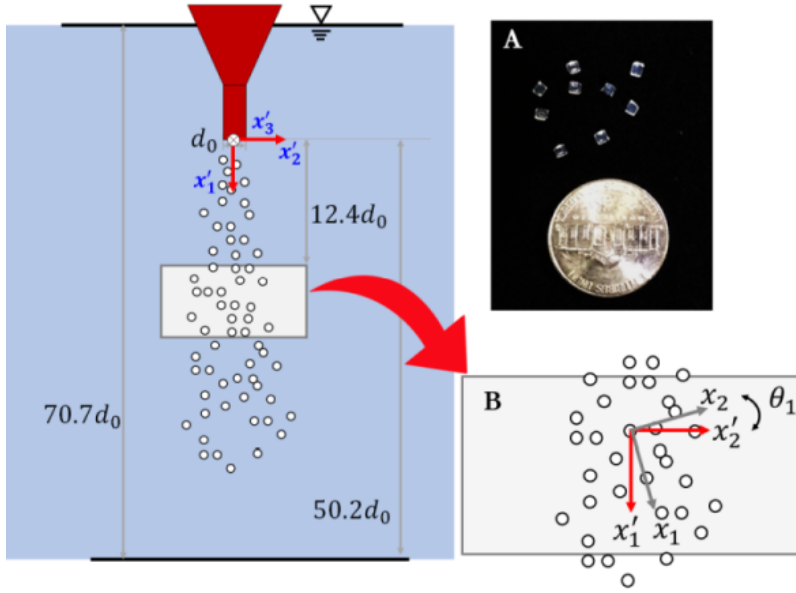 A
x′₃
d₀
x′₂
x′₁
12.4d₀
70.7d₀
50.2d₀
B
x₂
θ₁
x′₂
x′₁
x₁